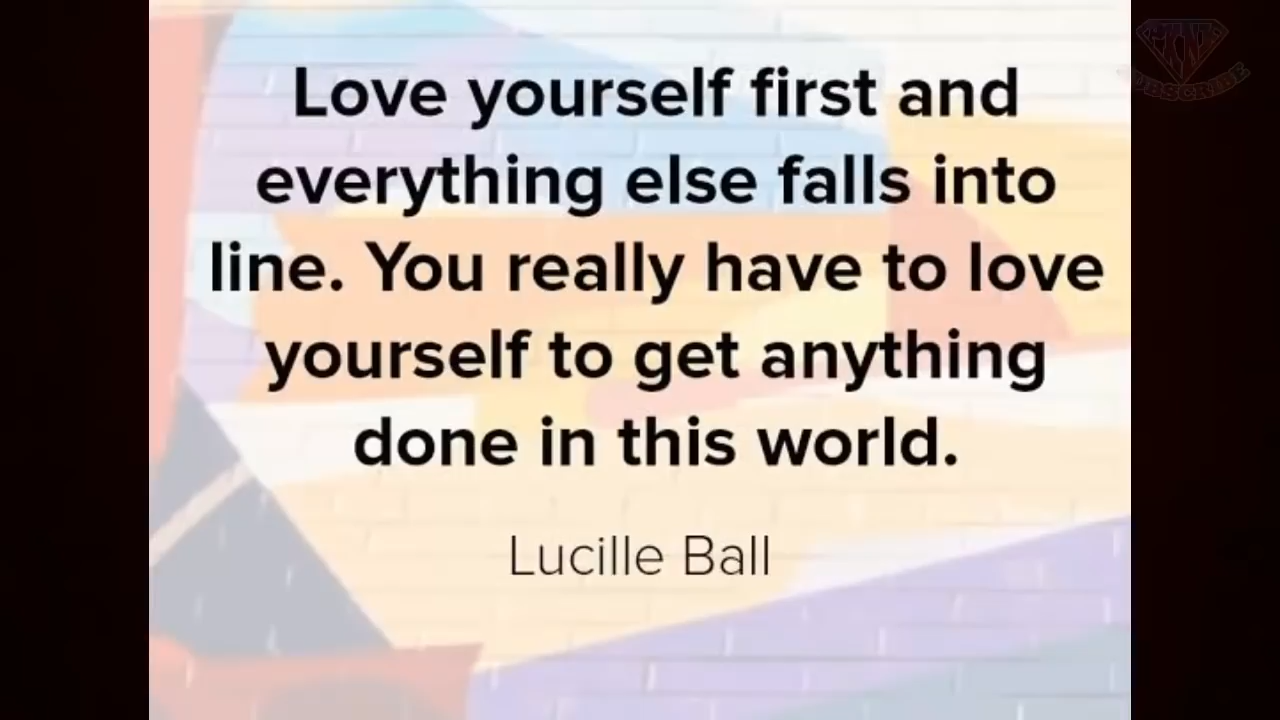 Love yourself first and
everything else falls into
line. You really have to love
yourself to get anything
done in this world.
Lucille Ball
SUBSCRIBE